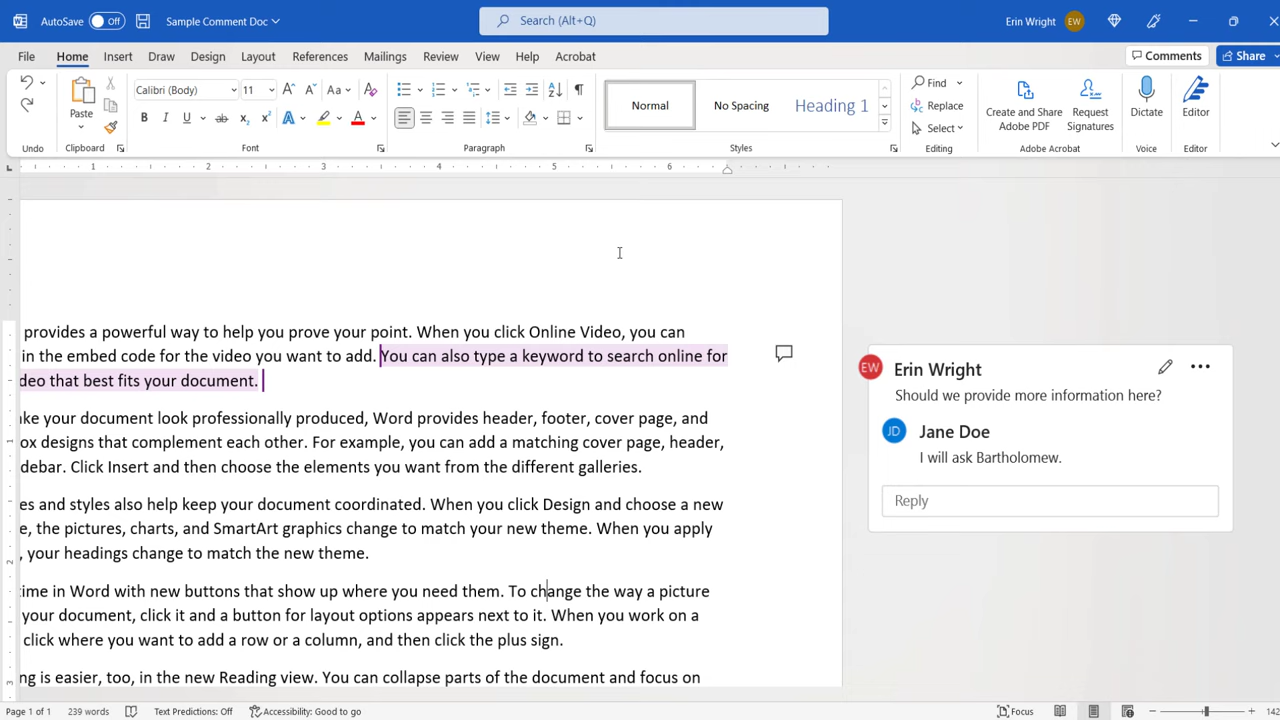 AutoSave Off Sample Comment Doc Search (Alt+Q) Erin Wright EW
File Home Insert Draw Design Layout References Mailings Review View Help Acrobat Comments Share
Calibri (Body) 11 Aa Find
Paste Normal No Spacing Heading 1 Replace Create and Share Adobe PDF Request Signatures Dictate Editor
Select
Undo Clipboard Font Paragraph Styles Editing Adobe Acrobat Voice Editor
1 2 3 4 5 6
provides a powerful way to help you prove your point. When you click Online Video, you can
in the embed code for the video you want to add. You can also type a keyword to search online for
deo that best fits your document.
ke your document look professionally produced, Word provides header, footer, cover page, and
ox designs that complement each other. For example, you can add a matching cover page, header,
debar. Click Insert and then choose the elements you want from the different galleries.
es and styles also help keep your document coordinated. When you click Design and choose a new
e, the pictures, charts, and SmartArt graphics change to match your new theme. When you apply
, your headings change to match the new theme.
time in Word with new buttons that show up where you need them. To change the way a picture
your document, click it and a button for layout options appears next to it. When you work on a
click where you want to add a row or a column, and then click the plus sign.
ng is easier, too, in the new Reading view. You can collapse parts of the document and focus on
EW Erin Wright
Should we provide more information here?
JD Jane Doe
I will ask Bartholomew.
Reply
Page 1 of 1 239 words Text Predictions: Off Accessibility: Good to go Focus 142